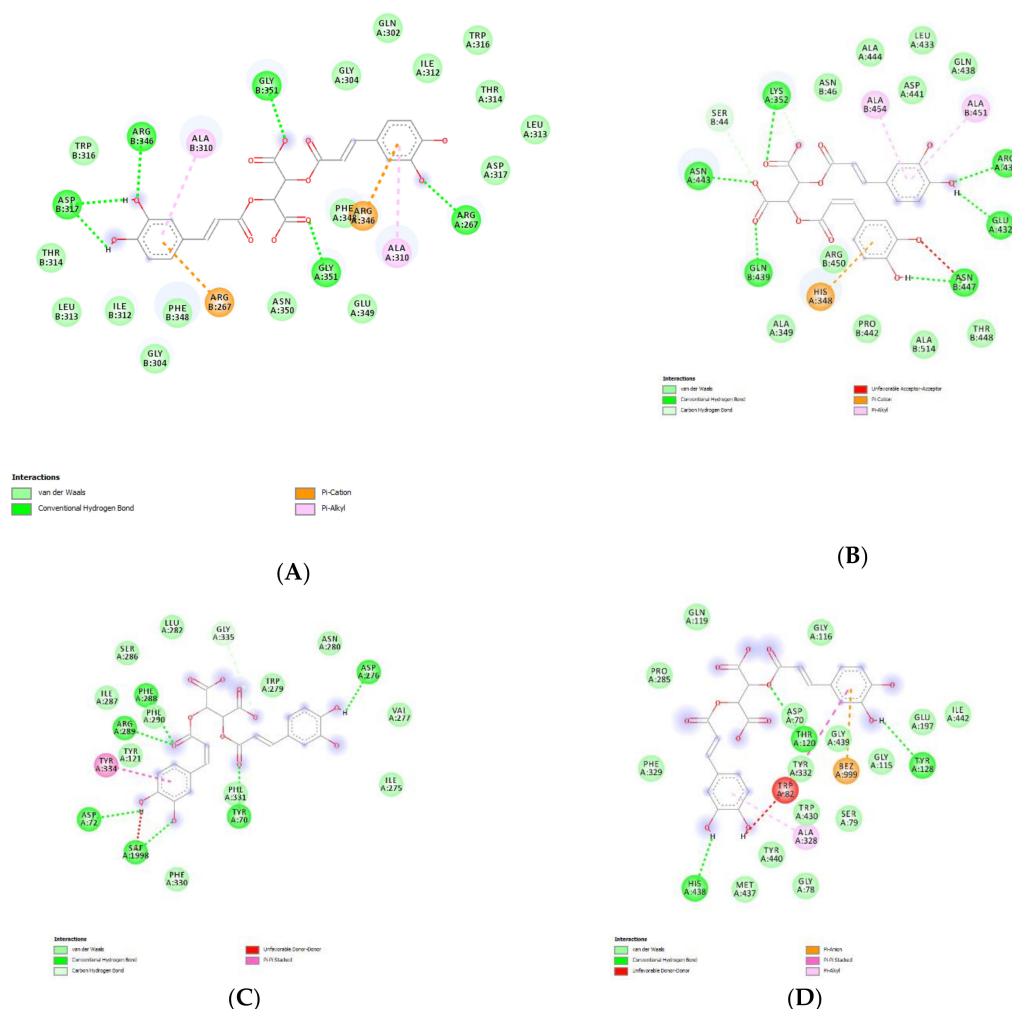 GLN
A:302
TRP
A:316
GLY
B:351
GLY
A:304
ILE
A:312
THR
A:314
LEU
A:313
ARG
B:346
ALA
B:310
TRP
B:316
ASP
A:317
ASP
B:317
PHE
ARG
A:346
ARG
A:267
THR
B:314
ALA
A:310
GLY
A:351
ARG
B:267
ASN
A:350
GLU
A:349
LEU
B:313
ILE
B:312
PHE
B:348
GLY
B:304
H
O
Interactions
van der Waals
Conventional Hydrogen Bond
Pi-Cation
Pi-Alkyl
(A)
LEU
A:433
ALA
A:444
GLN
A:438
LYS
A:352
ASN
B:46
ASP
A:441
SER
B:44
ALA
A:454
ALA
A:451
ASN
A:443
ARG
GLU
ARG
B:450
GLN
B:439
HIS
A:348
ASN
B:447
ALA
A:349
PRO
B:442
ALA
B:514
THR
B:448
Interactions
van der Waals
Conventional Hydrogen Bond
Carbon Hydrogen Bond
Unfavorable Acceptor-Acceptor
Pi-Cation
Pi-Alkyl
(B)
A:282
GLY
A:335
ASN
A:280
SER
A:286
ASP
A:276
TRP
A:279
ILE
A:287
PHE
A:288
PHE
A:290
VAL
A:277
ARG
A:289
TYR
A:121
TYR
A:334
ILE
A:275
A:331
TYR
A:70
ASP
A:72
A:1998
PHE
A:330
Interactions
van der Waals
Conventional Hydrogen Bond
Carbon Hydrogen Bond
Unfavorable Donor-Donor
Pi-Pi Stacked
(C)
GLN
A:119
GLY
A:116
PRO
A:285
ASP
A:70
THR
A:120
GLU
A:197
ILE
A:442
GLY
A:439
PHE
A:329
TYR
A:332
GLY
A:115
BEZ
A:999
TYR
A:128
TRP
A:82
TRP
A:430
SER
A:79
ALA
A:328
TYR
A:440
HIS
A:438
MET
A:437
GLY
A:78
Interactions
van der Waals
Conventional Hydrogen Bond
Unfavorable Donor-Donor
Pi-Anion
Pi-Pi Stacked
Pi-Alkyl
(D)